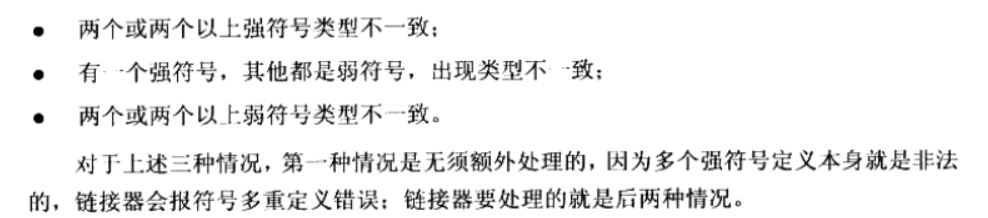 ● 两个或两个以上强符号类型不一致；
● 有一个强符号，其他都是弱符号，出现类型不一致；
● 两个或两个以上弱符号类型不一致。
对于上述三种情况，第一种情况是无须额外处理的，因为多个强符号定义本身就是非法
的，链接器会报符号多重定义错误；链接器要处理的就是后两种情况。